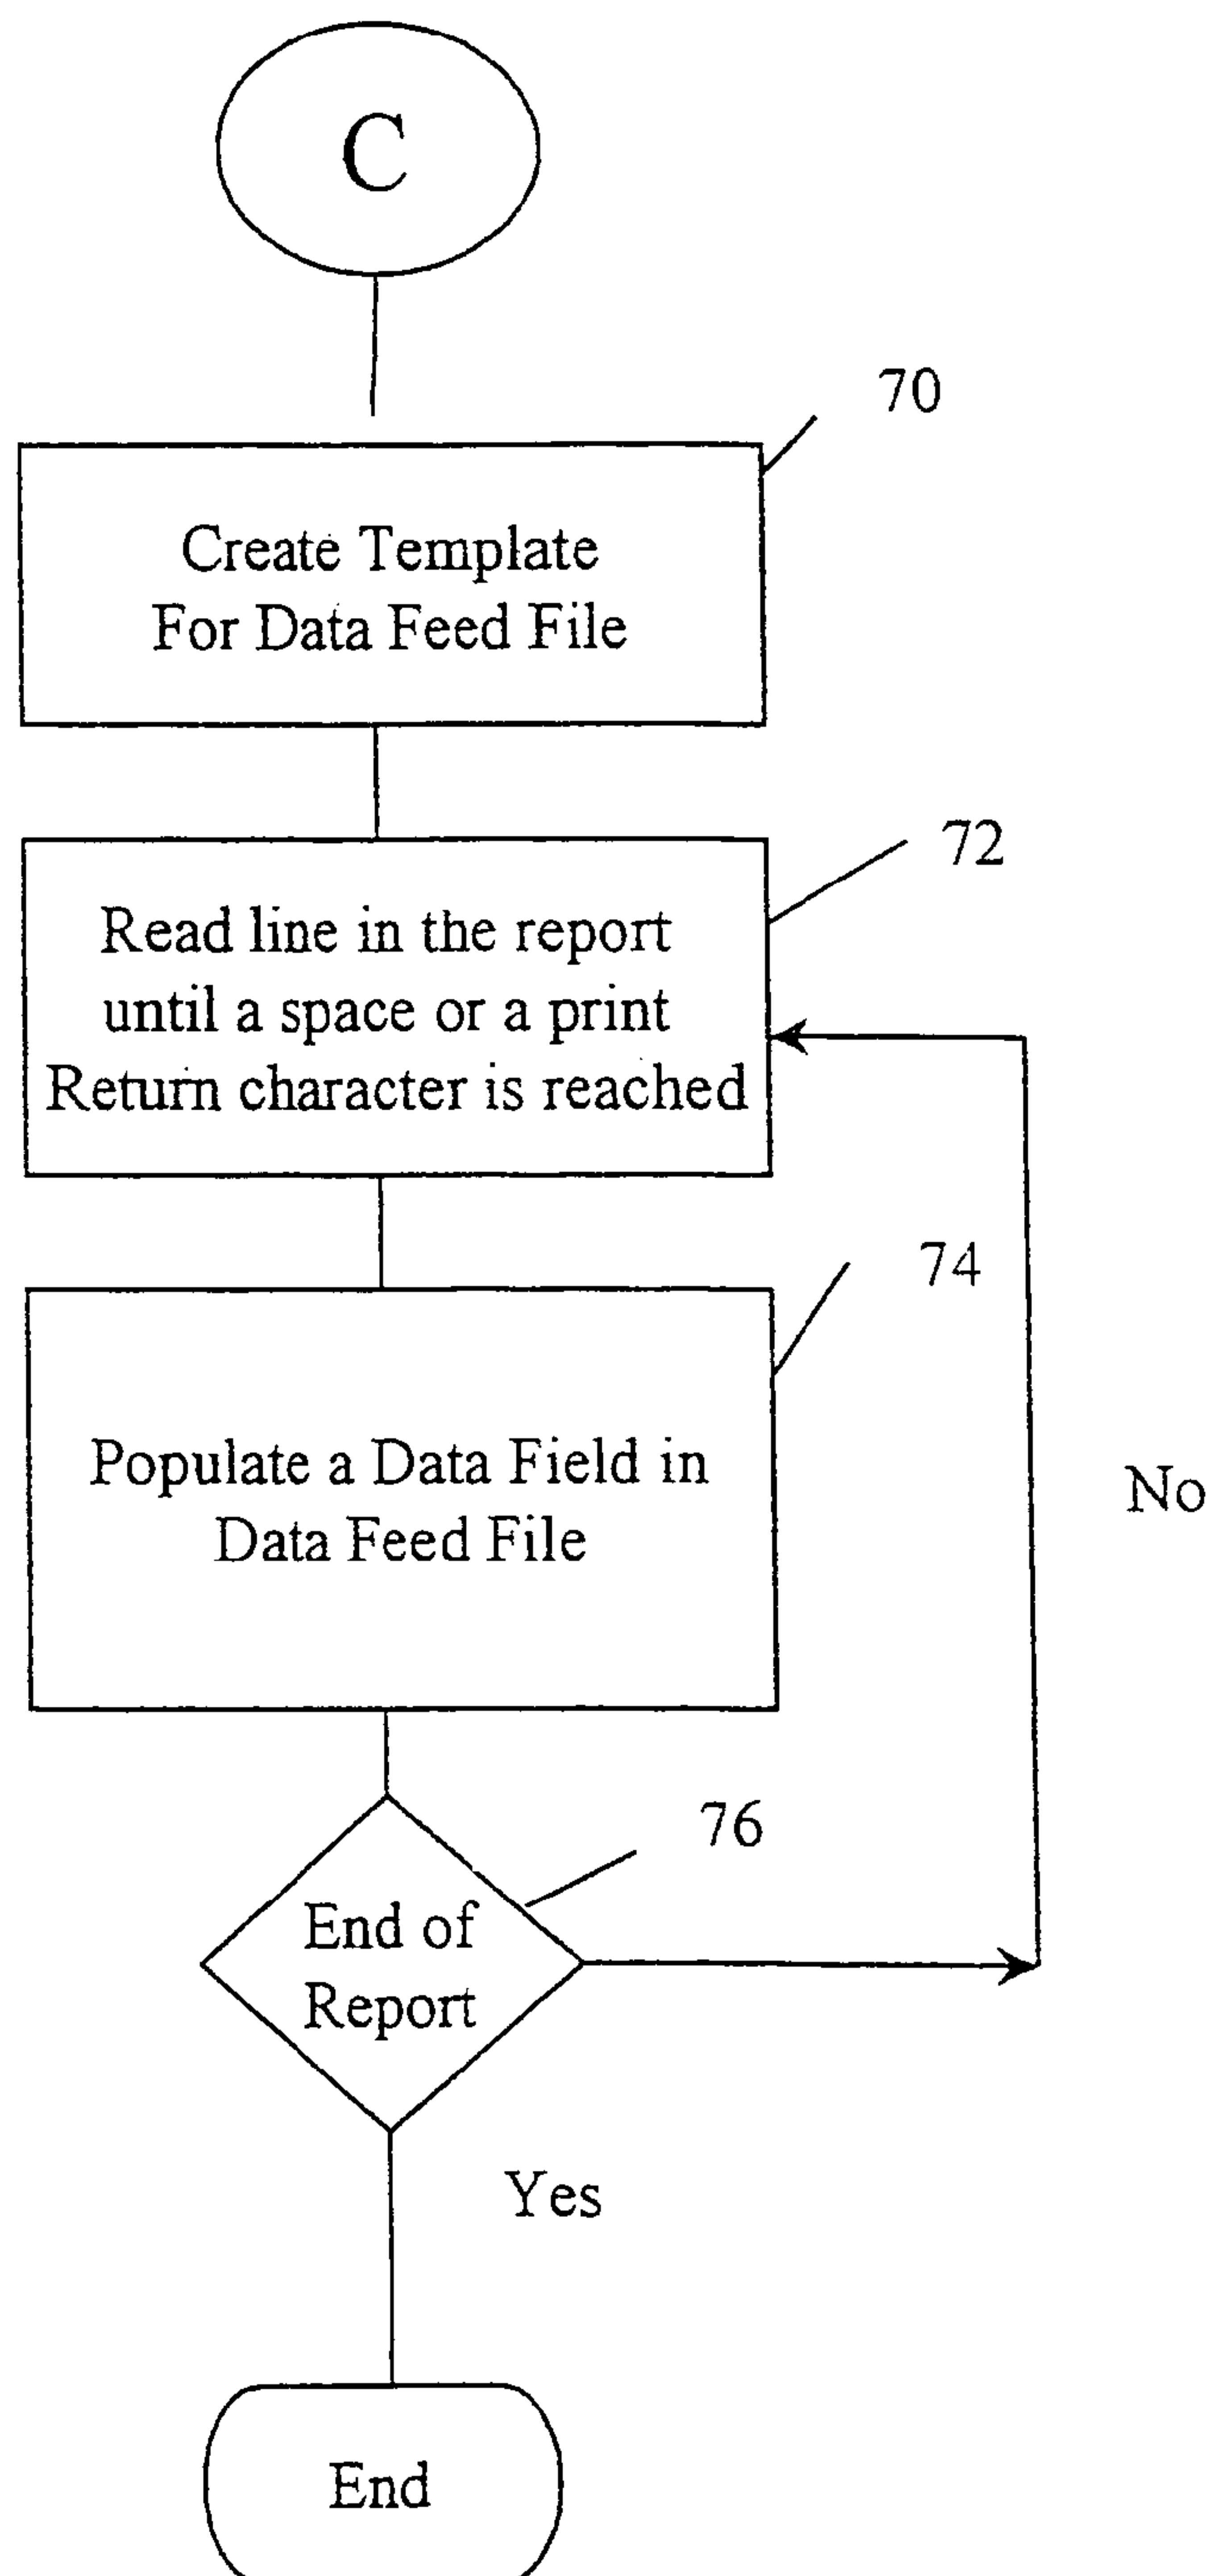 C
70
Create Template
For Data Feed File
72
Read line in the report
until a space or a print
Return character is reached
74
Populate a Data Field in
Data Feed File
No
76
End of
Report
Yes
End